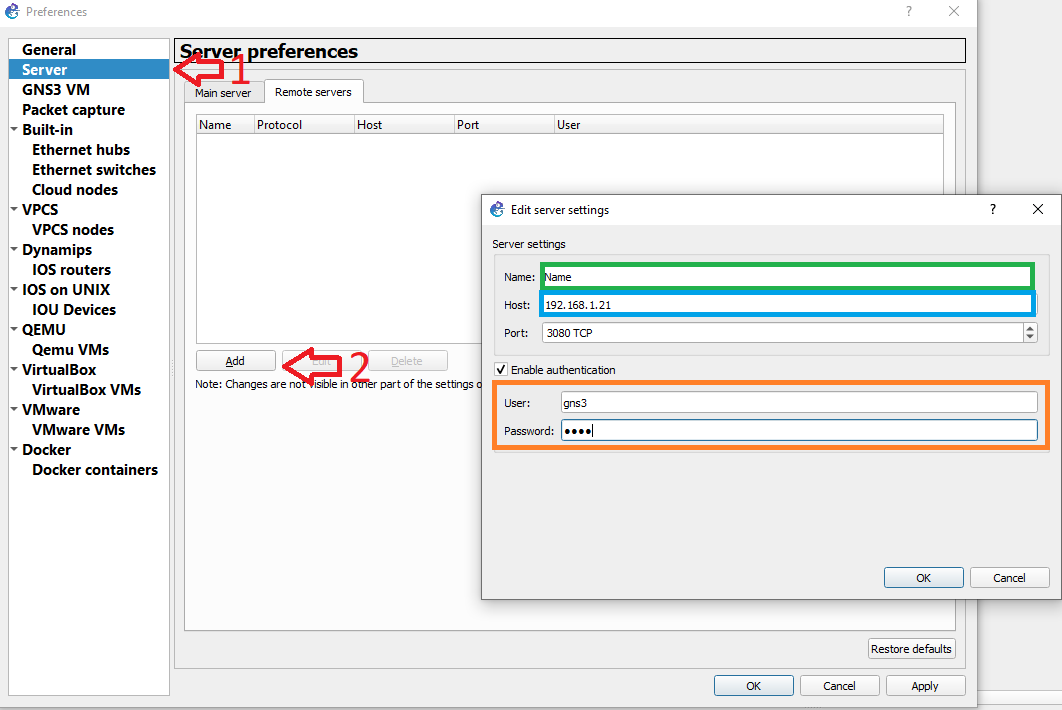 Preferences
?
General
Server
GNS3 VM
Packet capture
Built-in
Ethernet hubs
Ethernet switches
Cloud nodes
VPCS
VPCS nodes
Dynamips
IOS routers
IOS on UNIX
IOU Devices
QEMU
Qemu VMs
VirtualBox
VirtualBox VMs
VMware
VMware VMs
Docker
Docker containers
Server preferences
1
Main server
Remote servers
Name Protocol Host Port User
Add Edit Delete
2
Note: Changes are not visible in other part of the settings
Edit server settings
?
Server settings
Name: Name
Host: 192.168.1.21
Port: 3080 TCP
Enable authentication
User: gns3
Password: ●●●●
OK Cancel
Restore defaults
OK Cancel Apply